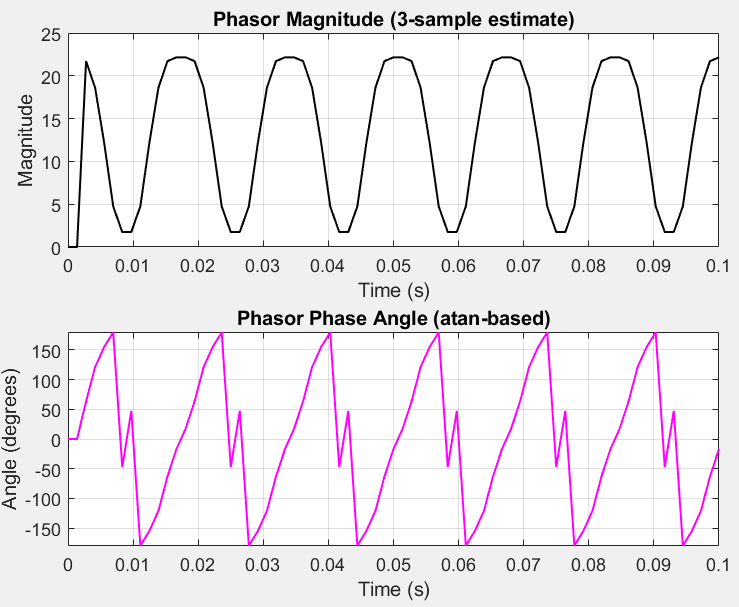 Phasor Magnitude (3-sample estimate)
25
20
15
10
5
0
Magnitude
0 0.01 0.02 0.03 0.04 0.05 0.06 0.07 0.08 0.09 0.1
Time (s)
Phasor Phase Angle (atan-based)
150
100
50
0
-50
-100
-150
Angle (degrees)
0 0.01 0.02 0.03 0.04 0.05 0.06 0.07 0.08 0.09 0.1
Time (s)